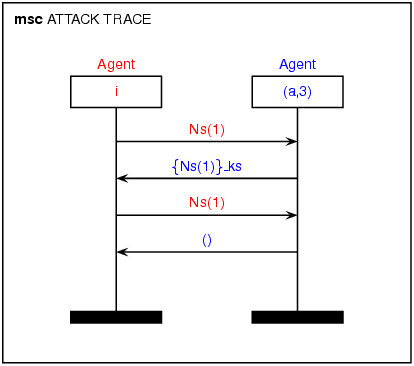 msc ATTACK TRACE
Agent Agent
i (a,3)
Ns(1)
{Ns(1)}_ks
Ns(1)
()